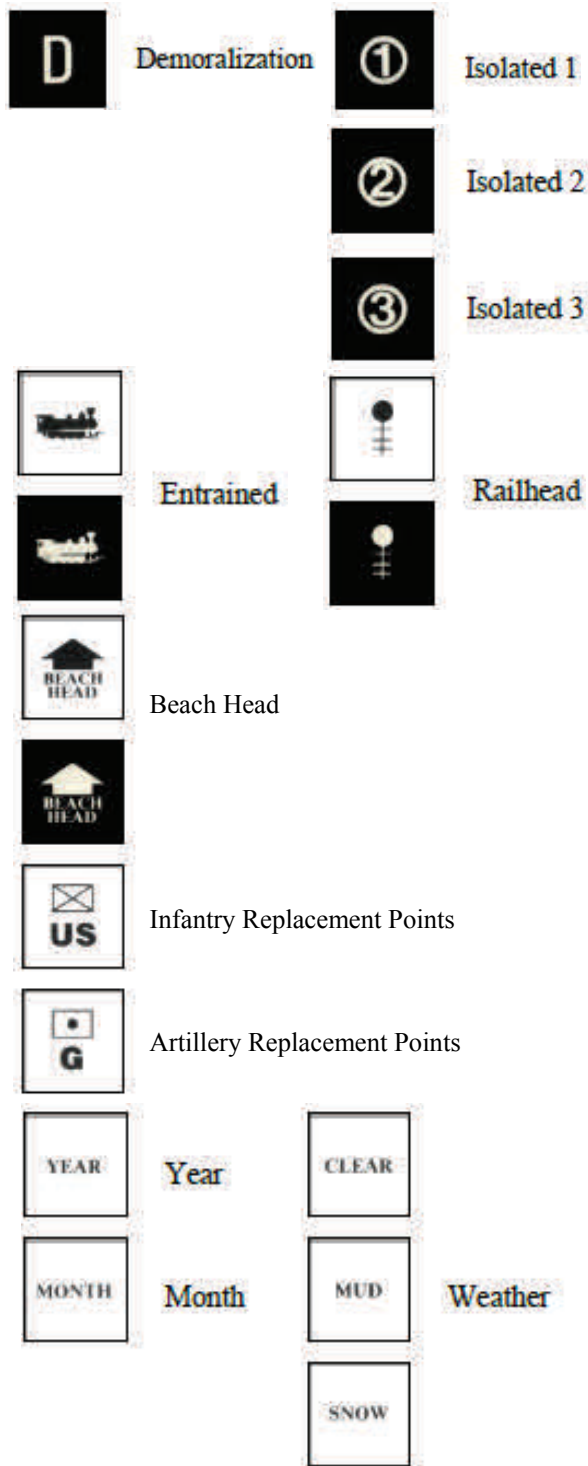 D Demoralization
① Isolated 1
② Isolated 2
③ Isolated 3
Entrained
Railhead
BEACH
HEAD
Beach Head
BEACH
HEAD
US
Infantry Replacement Points
G
Artillery Replacement Points
YEAR Year
CLEAR
MONTH Month
MUD Weather
SNOW